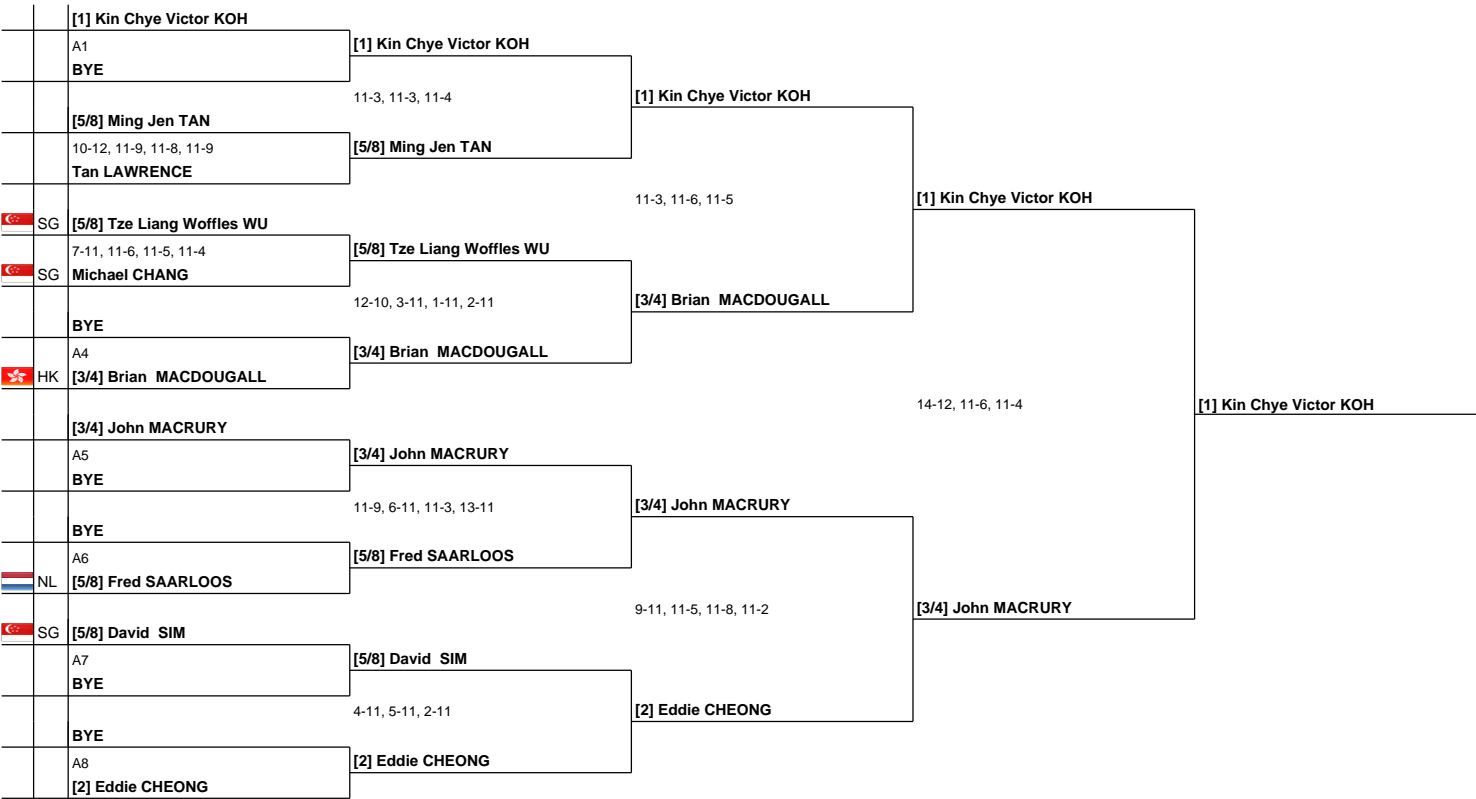 [1] Kin Chye Victor KOH
A1
BYE
[5/8] Ming Jen TAN
10-12, 11-9, 11-8, 11-9
Tan LAWRENCE
SG [5/8] Tze Liang Woffles WU
7-11, 11-6, 11-5, 11-4
SG Michael CHANG
BYE
A4
HK [3/4] Brian  MACDOUGALL
[3/4] John MACRURY
A5
BYE
BYE
A6
NL [5/8] Fred SAARLOOS
SG [5/8] David  SIM
A7
BYE
BYE
A8
[2] Eddie CHEONG
[1] Kin Chye Victor KOH
11-3, 11-3, 11-4
[5/8] Ming Jen TAN
[5/8] Tze Liang Woffles WU
12-10, 3-11, 1-11, 2-11
[3/4] Brian  MACDOUGALL
[3/4] John MACRURY
11-9, 6-11, 11-3, 13-11
[5/8] Fred SAARLOOS
[5/8] David  SIM
4-11, 5-11, 2-11
[2] Eddie CHEONG
[1] Kin Chye Victor KOH
11-3, 11-6, 11-5
[3/4] Brian  MACDOUGALL
[3/4] John MACRURY
9-11, 11-5, 11-8, 11-2
[2] Eddie CHEONG
[1] Kin Chye Victor KOH
14-12, 11-6, 11-4
[3/4] John MACRURY
[1] Kin Chye Victor KOH